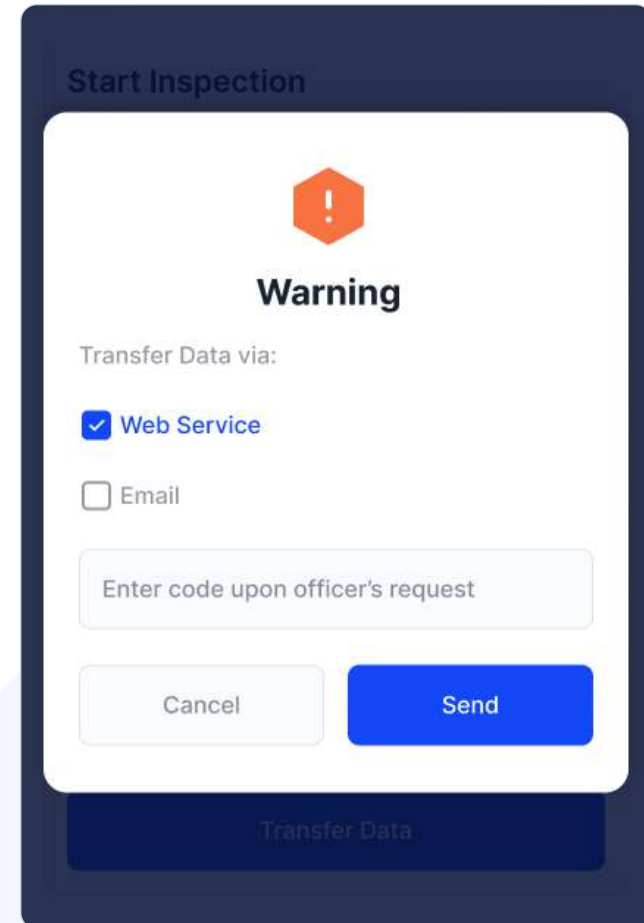 Start Inspection
Warning
Transfer Data via:
Web Service
Email
Enter code upon officer's request
Cancel
Send
Transfer Data